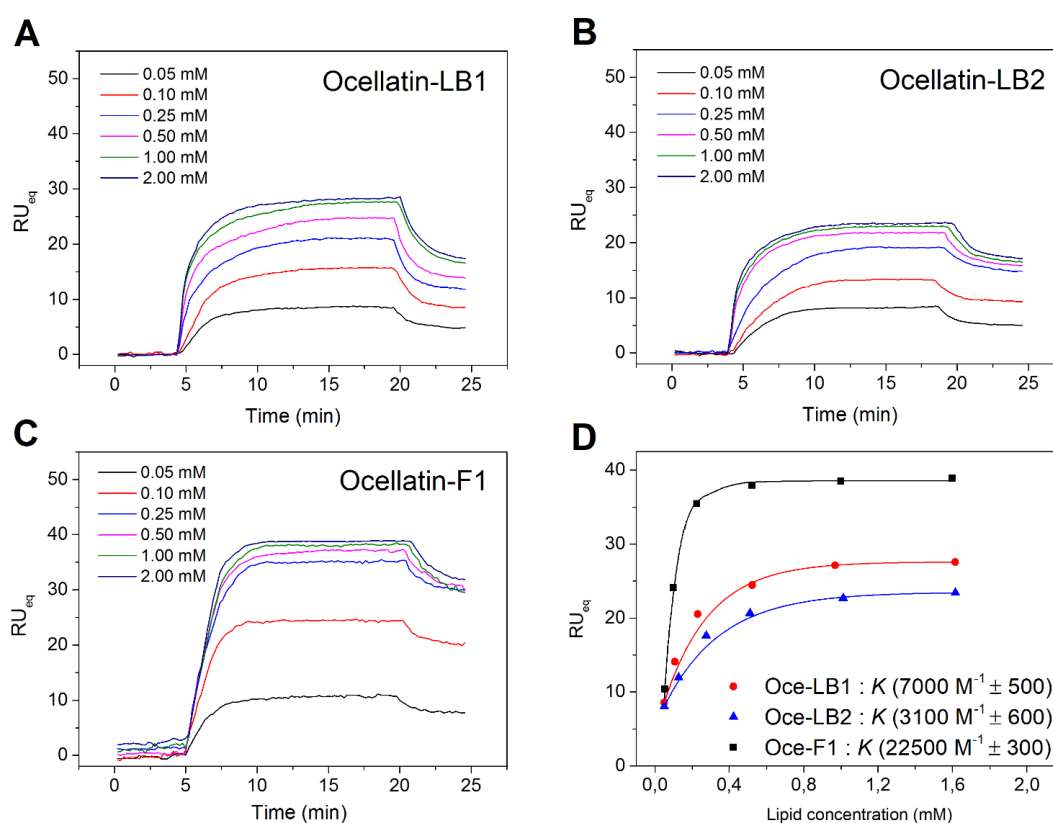 A
Ocellatin-LB1
0.05 mM
0.10 mM
0.25 mM
0.50 mM
1.00 mM
2.00 mM
50
40
30
20
10
0
RUeq
0 5 10 15 20 25
Time (min)
B
Ocellatin-LB2
0.05 mM
0.10 mM
0.25 mM
0.50 mM
1.00 mM
2.00 mM
50
40
30
20
10
0
RUeq
0 5 10 15 20 25
Time (min)
C
Ocellatin-F1
0.05 mM
0.10 mM
0.25 mM
0.50 mM
1.00 mM
2.00 mM
50
40
30
20
10
0
RUeq
0 5 10 15 20 25
Time (min)
D
40
30
20
10
0
RUeq
Oce-LB1 : K (7000 M⁻¹ ± 500)
Oce-LB2 : K (3100 M⁻¹ ± 600)
Oce-F1 : K (22500 M⁻¹ ± 300)
0,0 0,4 0,8 1,2 1,6 2,0
Lipid concentration (mM)